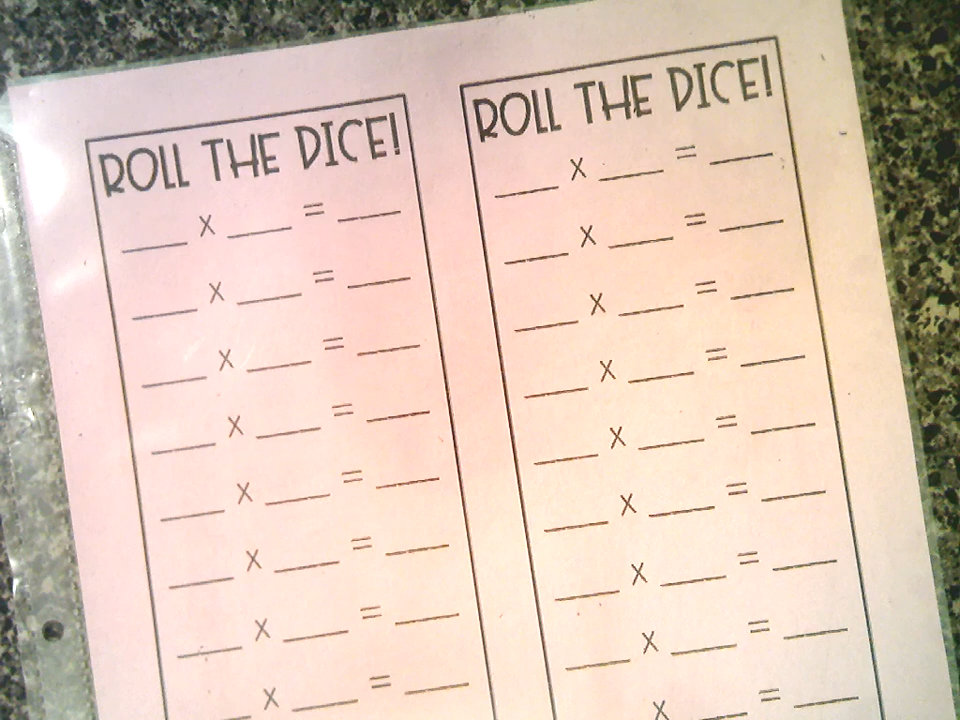 ROLL THE DICE!
___ x ___ = ___
___ x ___ = ___
___ x ___ = ___
___ x ___ = ___
___ x ___ = ___
___ x ___ = ___
___ x ___ = ___
___ x ___ = ___
ROLL THE DICE!
___ x ___ = ___
___ x ___ = ___
___ x ___ = ___
___ x ___ = ___
___ x ___ = ___
___ x ___ = ___
___ x ___ = ___
___ x ___ = ___
x ___ = ___